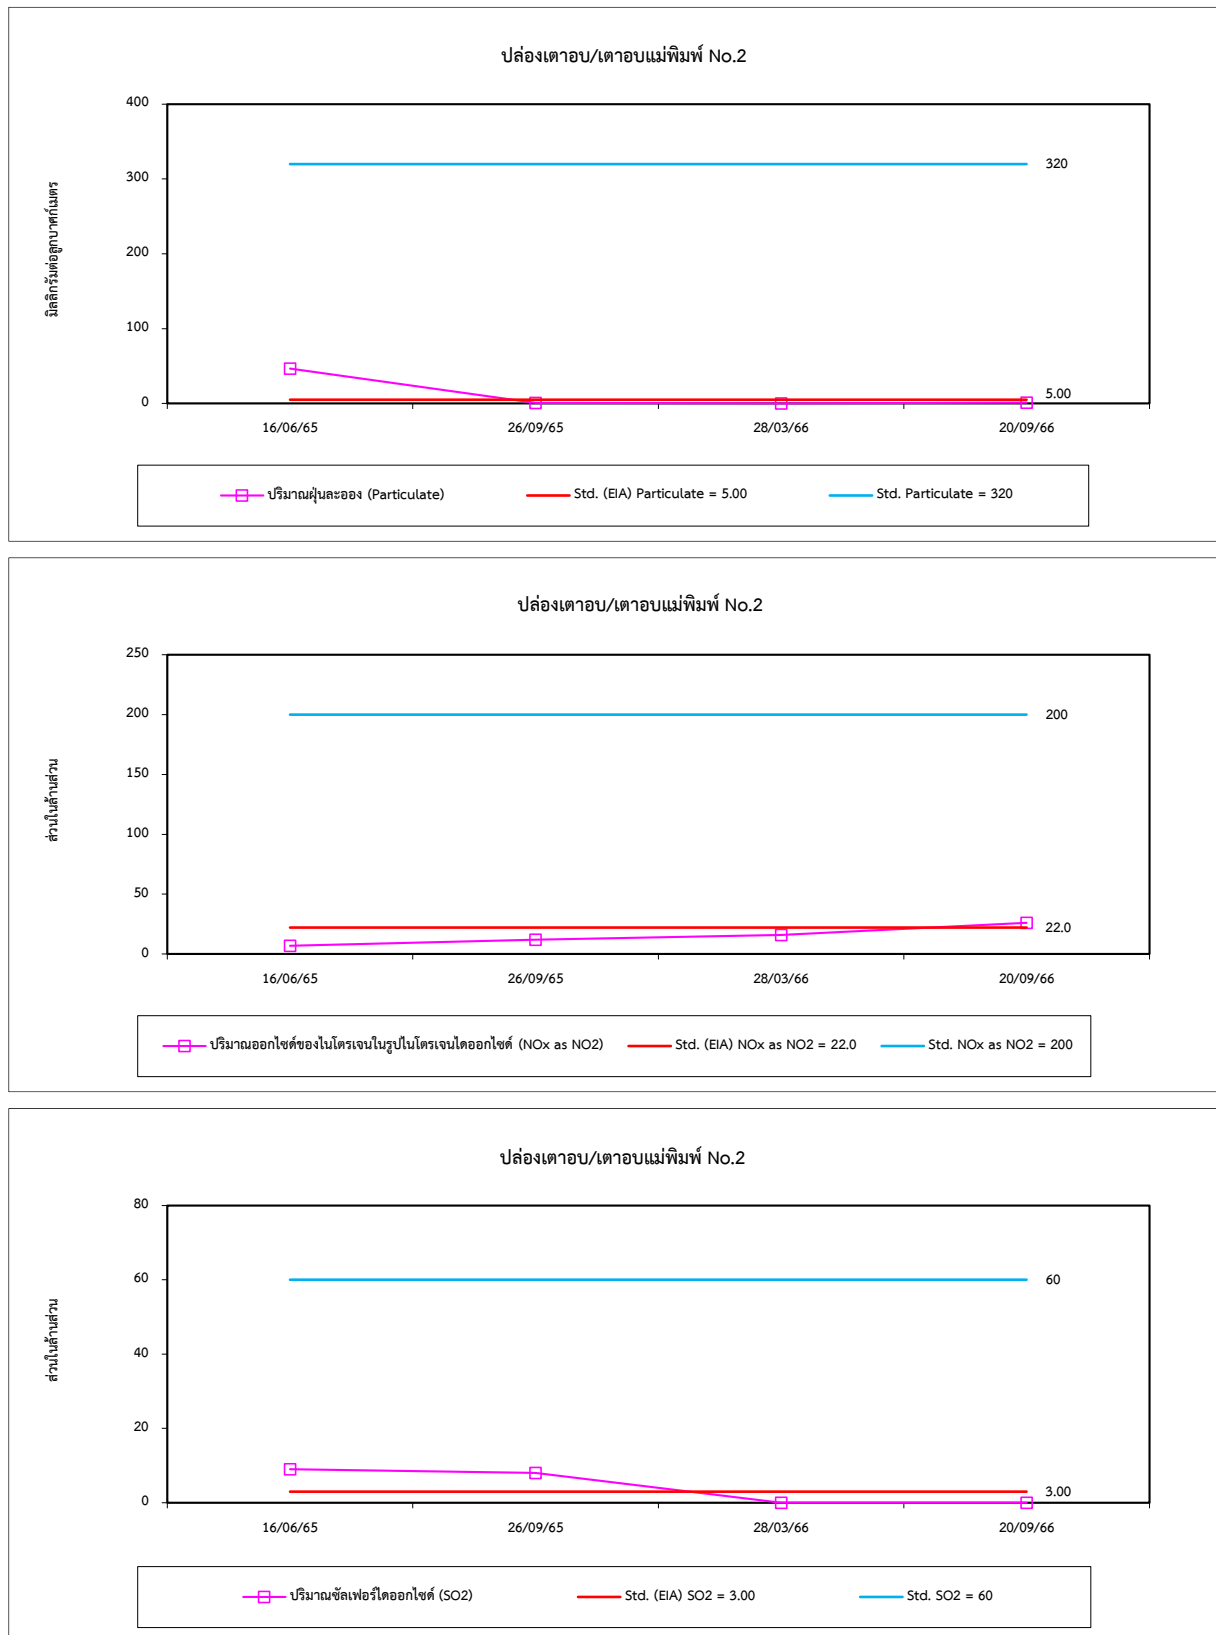 ปล่องเตาอบ/เตาอบแม่พิมพ์ No.2
มิลลิกรัมต่อลูกบาศก์เมตร
400
300
200
100
0
320
5.00
16/06/65 26/09/65 28/03/66 20/09/66
ปริมาณฝุ่นละออง (Particulate) Std. (EIA) Particulate = 5.00 Std. Particulate = 320
ปล่องเตาอบ/เตาอบแม่พิมพ์ No.2
ส่วนในล้านส่วน
250
200
150
100
50
0
200
22.0
16/06/65 26/09/65 28/03/66 20/09/66
ปริมาณออกไซด์ของไนโตรเจนในรูปไนโตรเจนไดออกไซด์ (NOx as NO2) Std. (EIA) NOx as NO2 = 22.0 Std. NOx as NO2 = 200
ปล่องเตาอบ/เตาอบแม่พิมพ์ No.2
ส่วนในล้านส่วน
80
60
40
20
0
60
3.00
16/06/65 26/09/65 28/03/66 20/09/66
ปริมาณซัลเฟอร์ไดออกไซด์ (SO2) Std. (EIA) SO2 = 3.00 Std. SO2 = 60